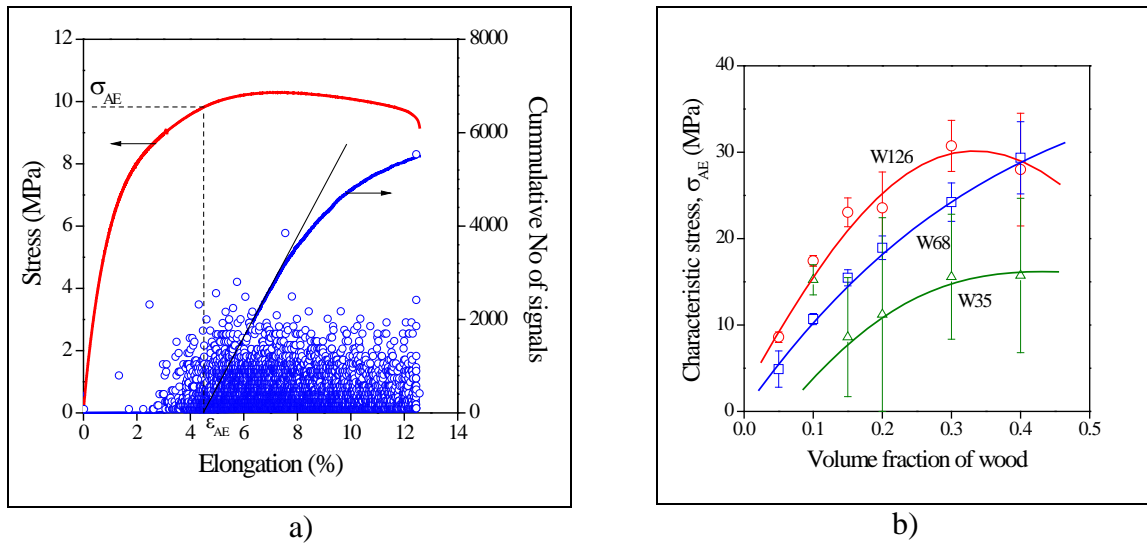 12
10
8
6
4
2
0
Stress (MPa)
σAE
8000
6000
4000
2000
0
Cummulative No of signals
0
2
4
εAE
6
8
10
12
14
Elongation (%)
a)
40
30
20
10
0
Characteristic stress, σAE (MPa)
W126
W68
W35
0.0
0.1
0.2
0.3
0.4
0.5
Volume fraction of wood
b)